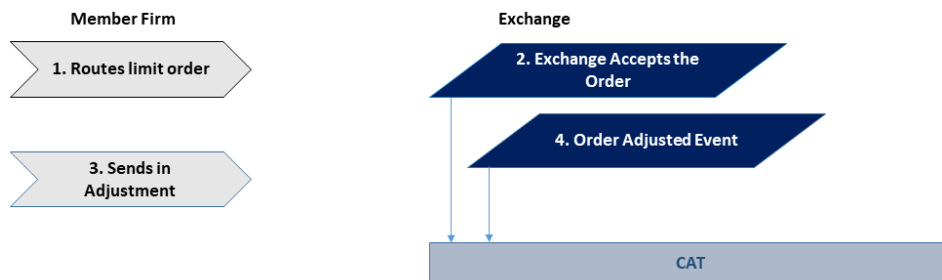 Member Firm
Exchange
1. Routes limit order
2. Exchange Accepts the
Order
3. Sends in
Adjustment
4. Order Adjusted Event
CAT